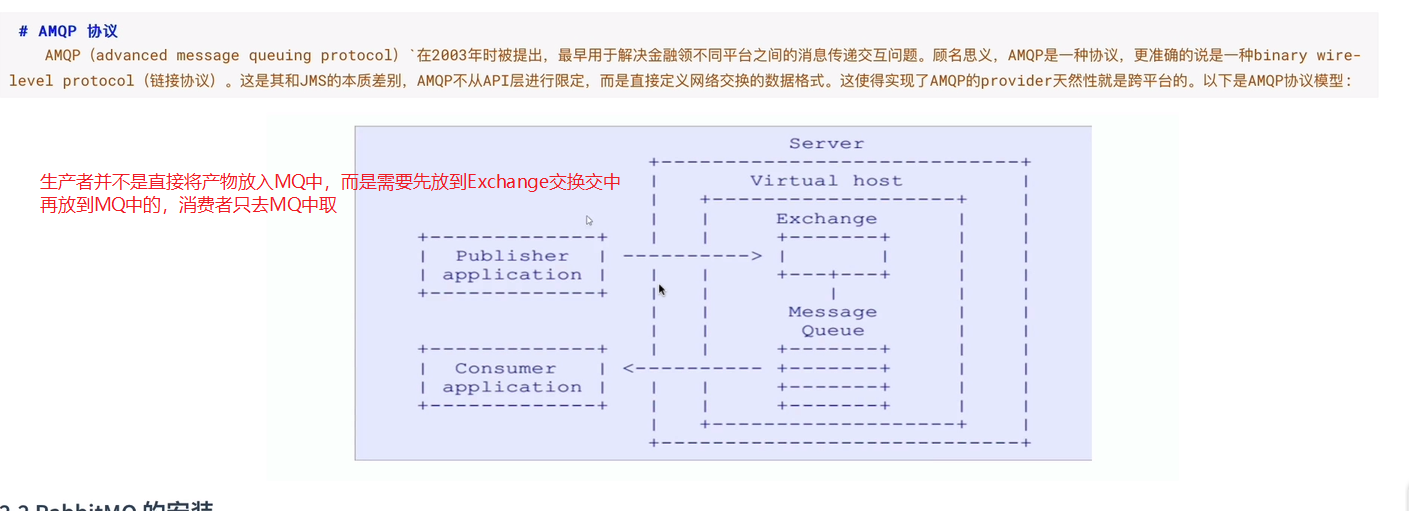 # AMQP 协议
AMQP（advanced message queuing protocol）`在2003年时被提出，最早用于解决金融领不同平台之间的消息传递交互问题。顾名思义，AMQP是一种协议，更准确的说是一种binary wire-
level protocol（链接协议）。这是其和JMS的本质差别，AMQP不从API层进行限定，而是直接定义网络交换的数据格式。这使得实现了AMQP的provider天然性就是跨平台的。以下是AMQP协议模型：
生产者并不是直接将产物放入MQ中，而是需要先放到Exchange交换交中
再放到MQ中的，消费者只去MQ中取
Server
Virtual host
Exchange
Publisher
application
Message
Queue
Consumer
application
RabbitMQ 的安装